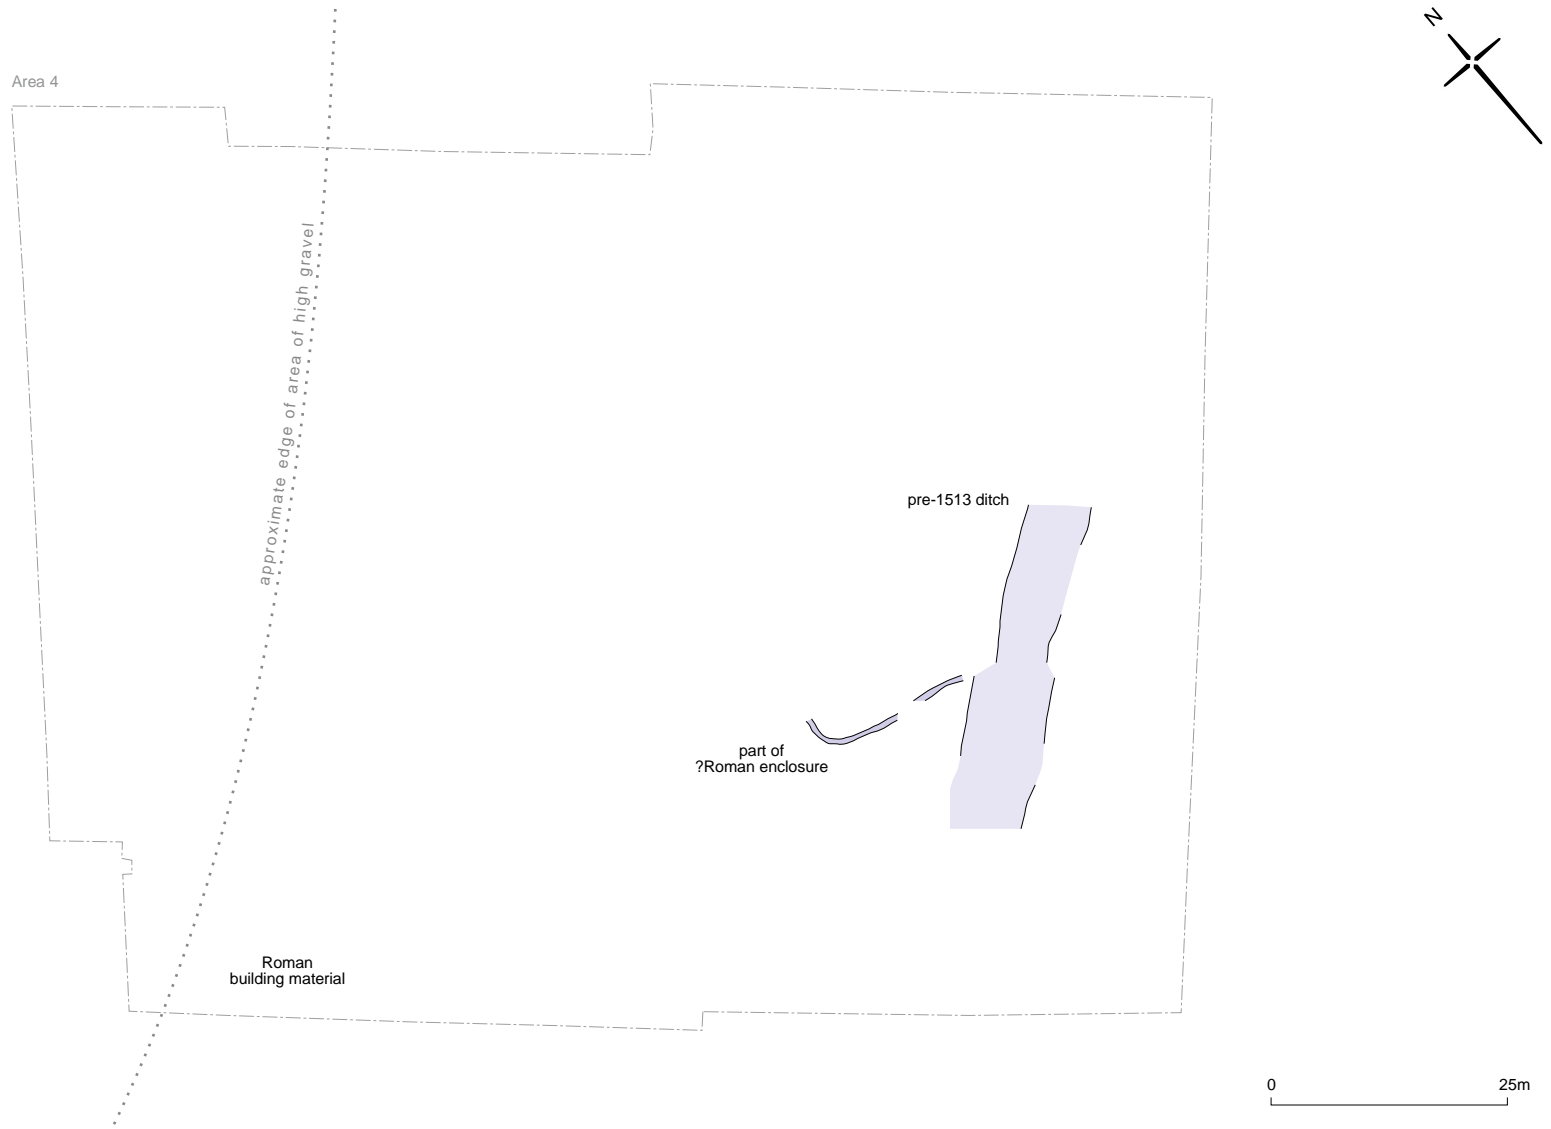 N
Area 4
approximate edge of area of high gravel
pre-1513 ditch
part of
?Roman enclosure
Roman
building material
0 25m